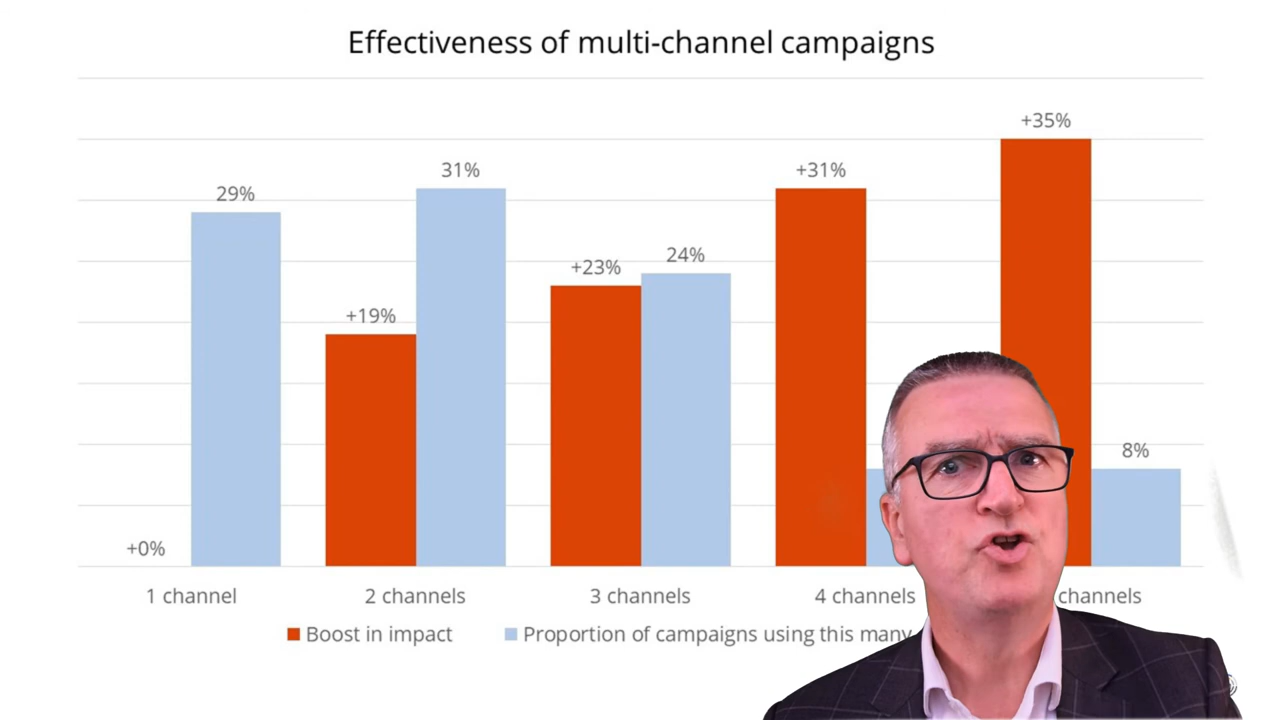 Effectiveness of multi-channel campaigns
+35%
31%
+31%
29%
24%
+23%
+19%
8%
+0%
1 channel
2 channels
3 channels
4 channels
channels
Boost in impact
Proportion of campaigns using this many